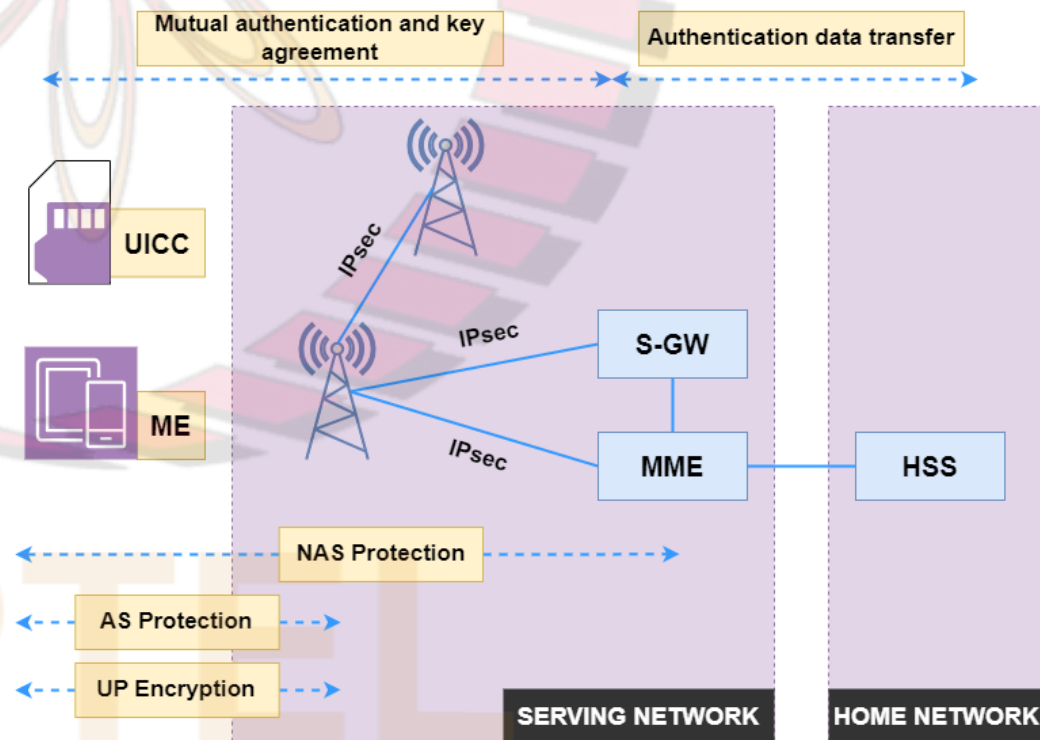 Mutual authentication and key
agreement
Authentication data transfer
UICC
IPsec
IPsec
S-GW
ME
IPsec
MME
HSS
NAS Protection
AS Protection
UP Encryption
SERVING NETWORK
HOME NETWORK
PTEL